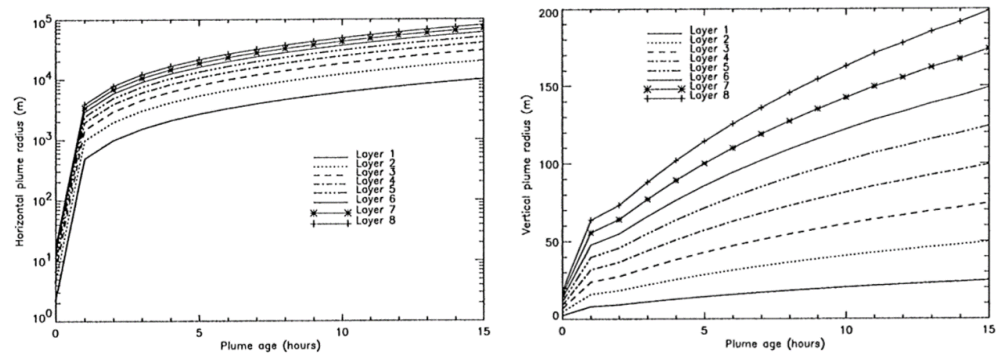 10^5
10^4
10^3
10^2
10^1
10^0
Horizontal plume radius (m)
Layer 1
Layer 2
Layer 3
Layer 4
Layer 5
Layer 6
Layer 7
Layer 8
0 5 10 15
Plume age (hours)
200
150
100
50
0
Vertical plume radius (m)
Layer 1
Layer 2
Layer 3
Layer 4
Layer 5
Layer 6
Layer 7
Layer 8
0 5 10 15
Plume age (hours)